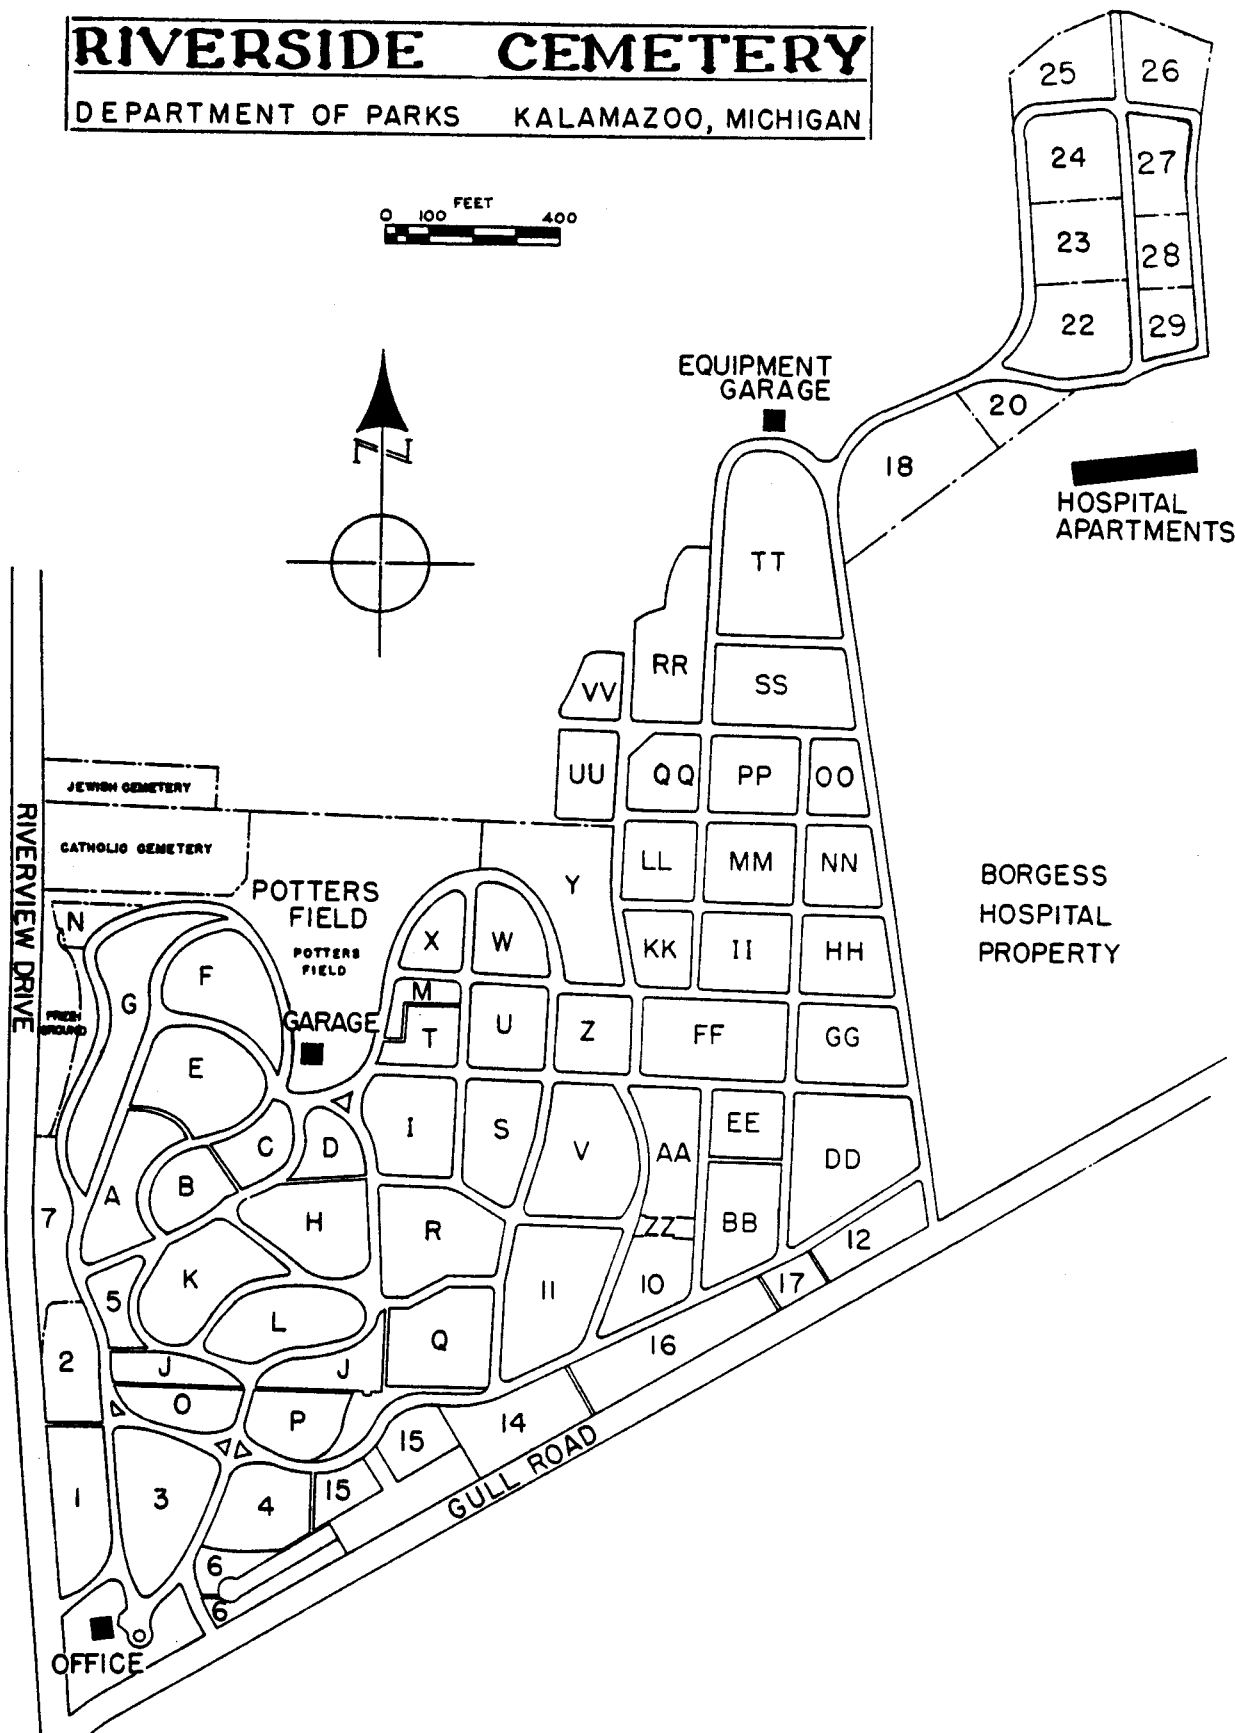 RIVERSIDE CEMETERY
DEPARTMENT OF PARKS KALAMAZOO, MICHIGAN
FEET
0 100 400
N
25 26
24 27
23 28
22 29
20
18
EQUIPMENT
GARAGE
HOSPITAL
APARTMENTS
TT
RR
SS
VV
UU
QQ
PP
OO
JEWISH CEMETERY
CATHOLIC CEMETERY
RIVERVIEW DRIVE
POTTERS
FIELD
POTTERS
FIELD
Y
LL
MM
NN
BORGESS
HOSPITAL
PROPERTY
N
X
W
KK
II
HH
F
G
GARAGE
M
T
U
Z
FF
GG
GROUND
E
I
S
V
AA
EE
DD
C
D
B
A
7
H
R
ZZ
BB
12
K
5
11
10
17
L
Q
16
2
J
J
O
P
15
14
1
3
4
15
GULL ROAD
6
6
OFFICE